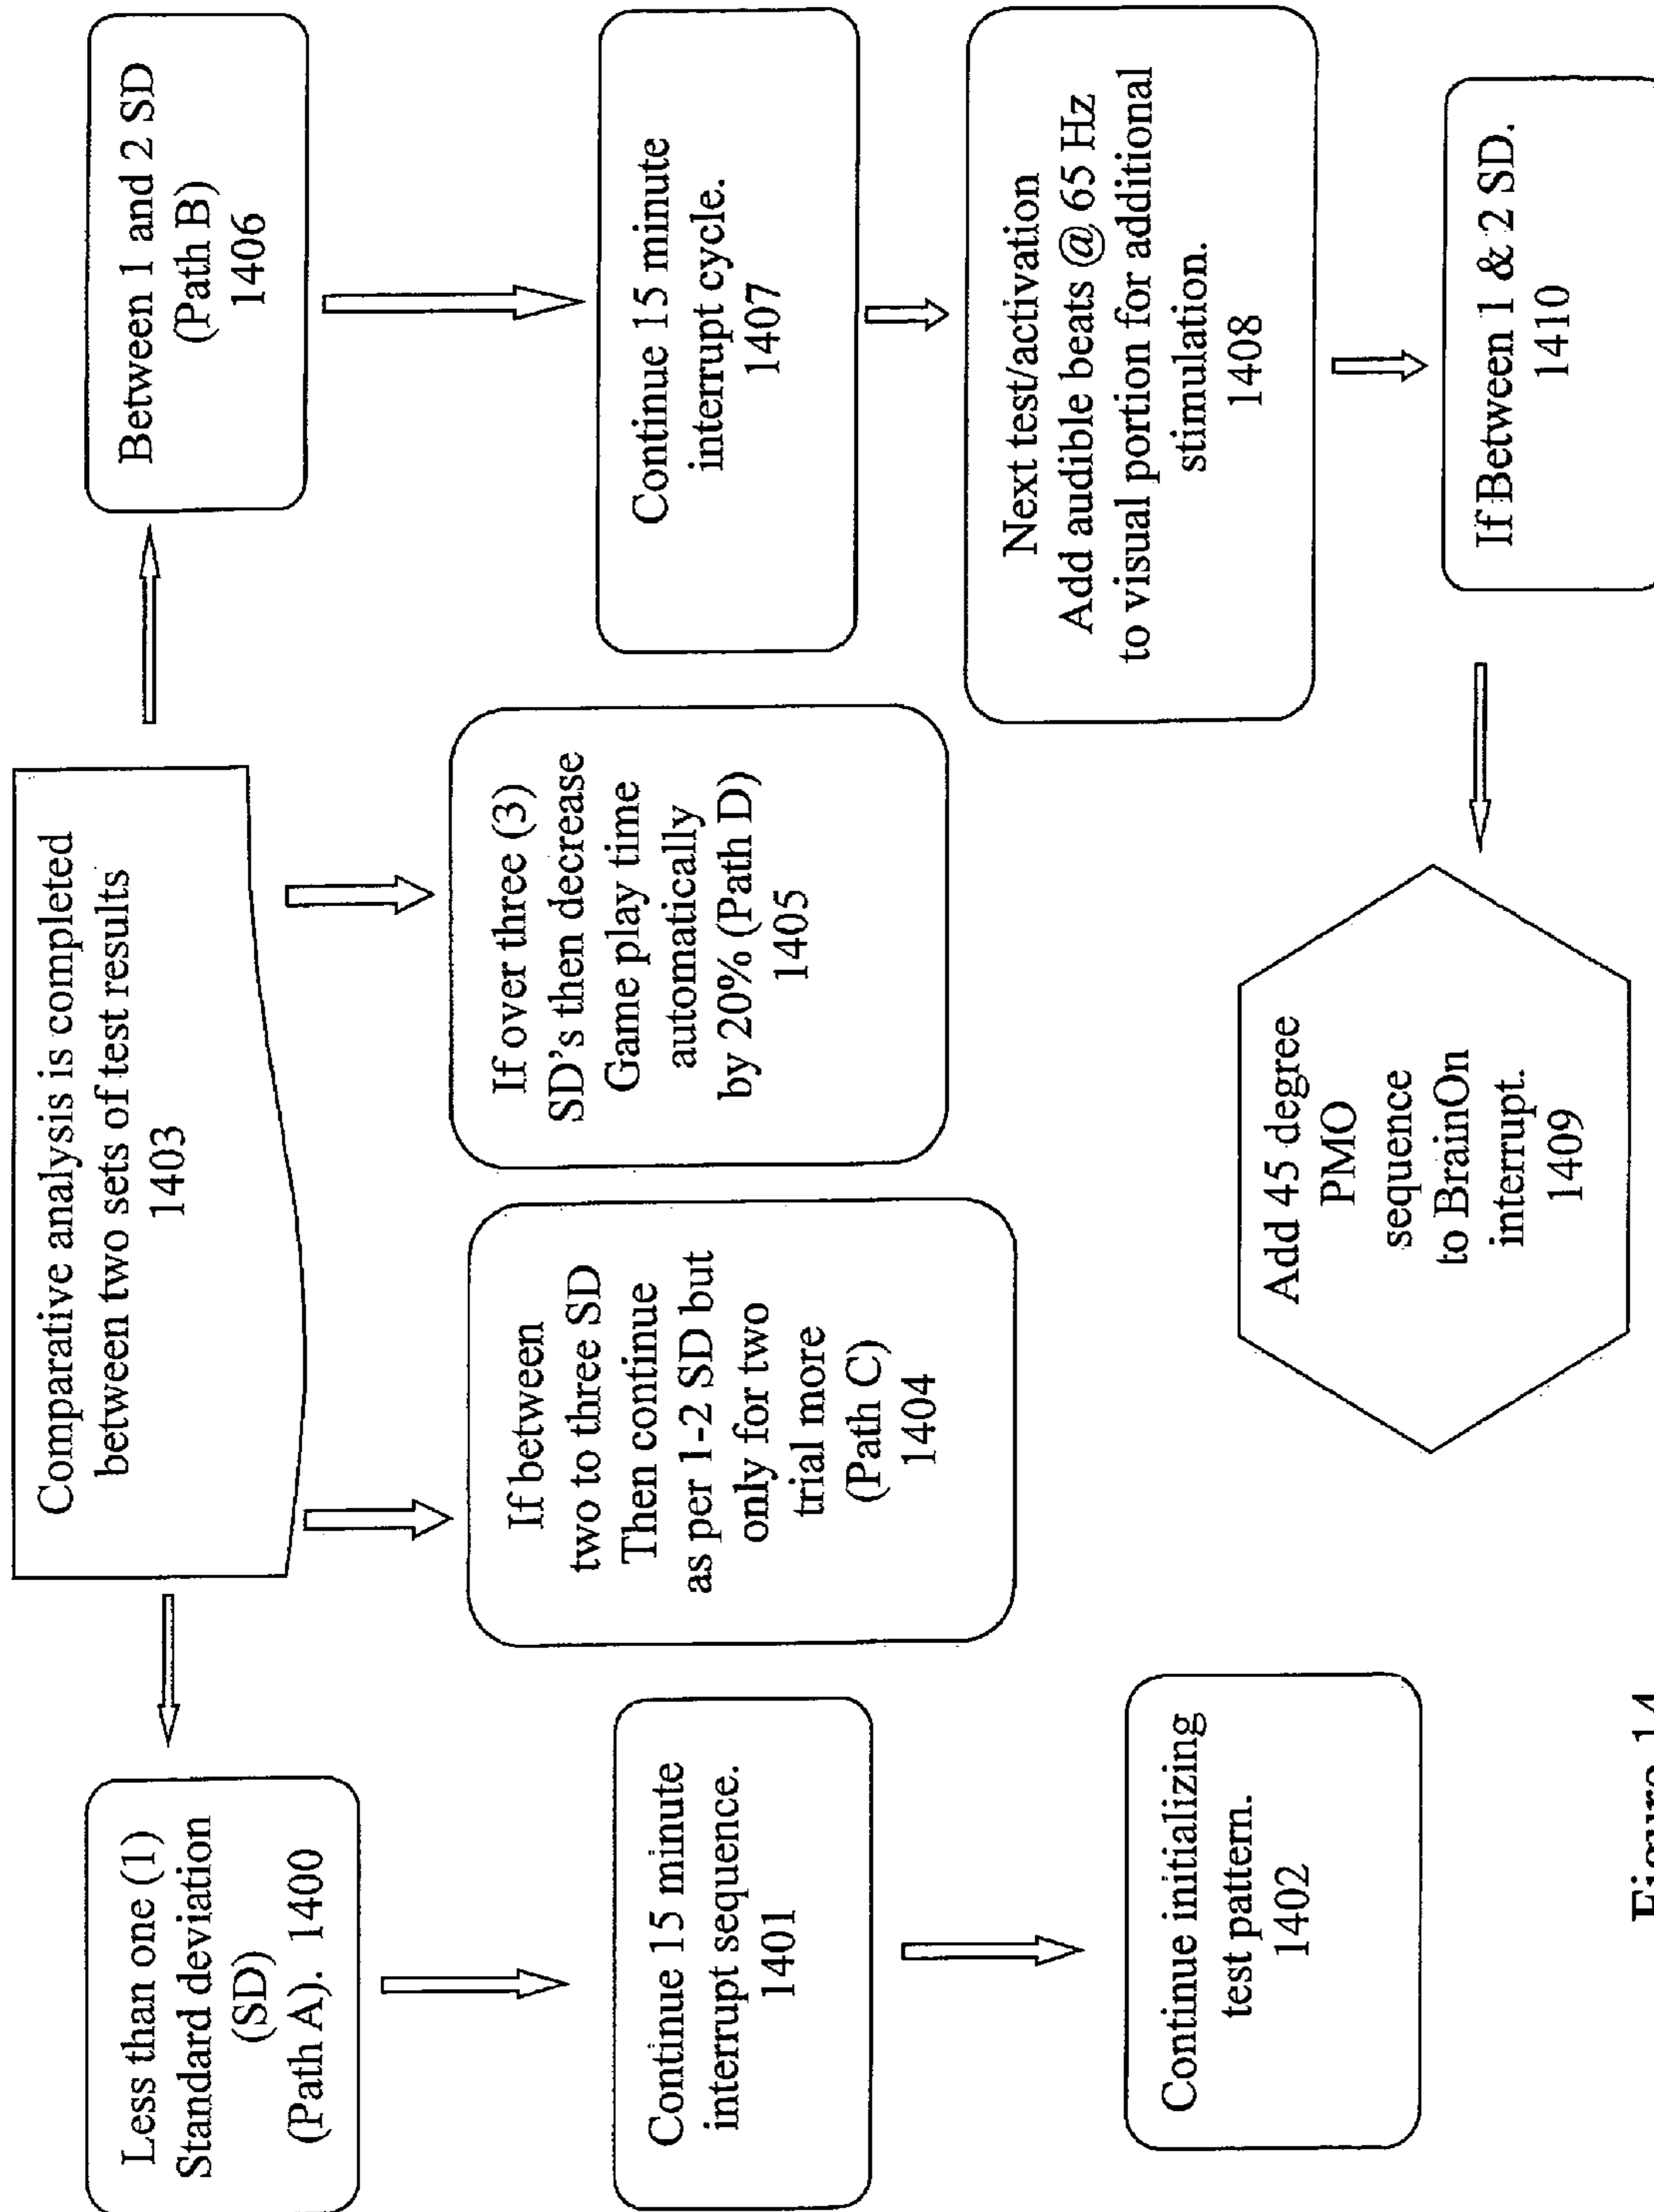 Comparative analysis is completed
between two sets of test results
1403
Less than one (1)
Standard deviation
(SD)
(Path A). 1400
Continue 15 minute
interrupt sequence.
1401
Continue initializing
test pattern.
1402
If between
two to three SD
Then continue
as per 1-2 SD but
only for two
trial more
(Path C)
1404
If over three (3)
SD's then decrease
Game play time
automatically
by 20% (Path D)
1405
Between 1 and 2 SD
(Path B)
1406
Continue 15 minute
interrupt cycle.
1407
Next test/activation
Add audible beats @ 65 Hz
to visual portion for additional
stimulation.
1408
If Between 1 & 2 SD.
1410
Add 45 degree
PMO
sequence
to BrainOn
interrupt.
1409
Figure 14